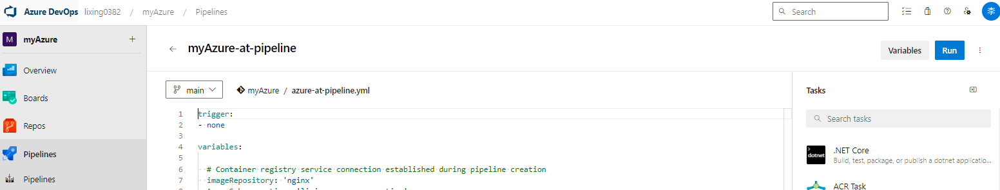 Azure DevOps lixing0382 / myAzure / Pipelines Search 李
M myAzure +
myAzure-at-pipeline Variables Run
Overview
main myAzure / azure-at-pipeline.yml Tasks
Boards
1 trigger:
2 - none
3
4 variables:
5
6 # Container registry service connection established during pipeline creation
7 imageRepository: 'nginx'
Repos
Pipelines
Pipelines
Search tasks
dotnet .NET Core
Build, test, package, or publish a dotnet applicatio...
ACR Task